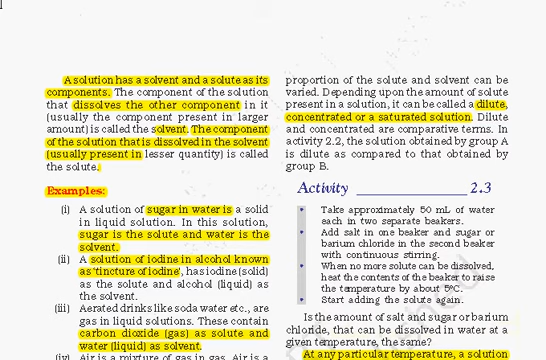 A solution has a solvent and a solute as its
components. The component of the solution
that dissolves the other component in it
(usually the component present in larger
amount) is called the solvent. The component
of the solution that is dissolved in the solvent
(usually present in lesser quantity) is called
the solute.
Examples:
(i) A solution of sugar in water is a solid
in liquid solution. In this solution,
sugar is the solute and water is the
solvent.
(ii) A solution of iodine in alcohol known
as 'tincture of iodine', has iodine (solid)
as the solute and alcohol (liquid) as
the solvent.
(iii) Aerated drinks like soda water etc., are
gas in liquid solutions. These contain
carbon dioxide (gas) as solute and
water (liquid) as solvent.
(iv) Air is a mixture of gas in gas. Air is a
proportion of the solute and solvent can be
varied. Depending upon the amount of solute
present in a solution, it can be called a dilute,
concentrated or a saturated solution. Dilute
and concentrated are comparative terms. In
activity 2.2, the solution obtained by group A
is dilute as compared to that obtained by
group B.
Activity 2.3
• Take approximately 50 mL of water
each in two separate beakers.
• Add salt in one beaker and sugar or
barium chloride in the second beaker
with continuous stirring.
• When no more solute can be dissolved,
heat the contents of the beaker to raise
the temperature by about 5°C.
• Start adding the solute again.
Is the amount of salt and sugar or barium
chloride, that can be dissolved in water at a
given temperature, the same?
At any particular temperature, a solution